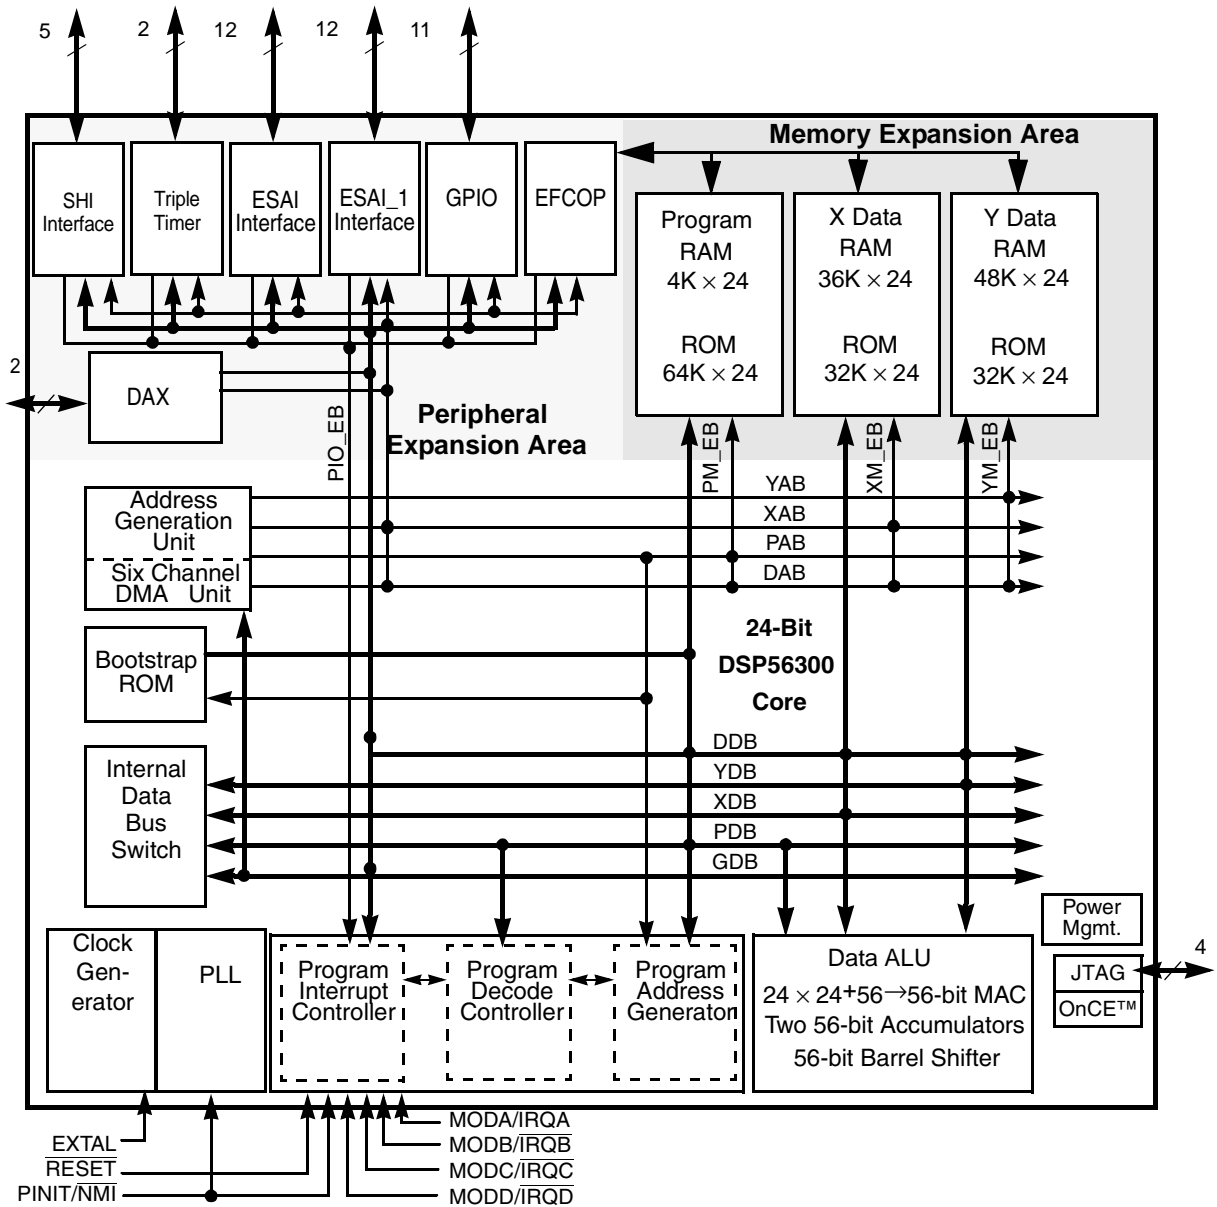 5
2
12
12
11
Memory Expansion Area
SHI
Interface
Triple
Timer
ESAI
Interface
ESAI_1
Interface
GPIO
EFCOP
Program
RAM
4K × 24
ROM
64K × 24
X Data
RAM
36K × 24
ROM
32K × 24
Y Data
RAM
48K × 24
ROM
32K × 24
2
DAX
PIO_EB
Peripheral
Expansion Area
PM_EB
XM_EB
YM_EB
Address
Generation
Unit
Six Channel
DMA Unit
YAB
XAB
PAB
DAB
24-Bit
DSP56300
Core
Bootstrap
ROM
Internal
Data
Bus
Switch
DDB
YDB
XDB
PDB
GDB
Clock
Gen-
erator
PLL
Program
Interrupt
Controller
Program
Decode
Controller
Program
Address
Generator
Data ALU
24 × 24+56→56-bit MAC
Two 56-bit Accumulators
56-bit Barrel Shifter
Power
Mgmt.
JTAG
OnCE™
4
EXTAL
RESET
PINIT/NMI
MODA/IRQA
MODB/IRQB
MODC/IRQC
MODD/IRQD